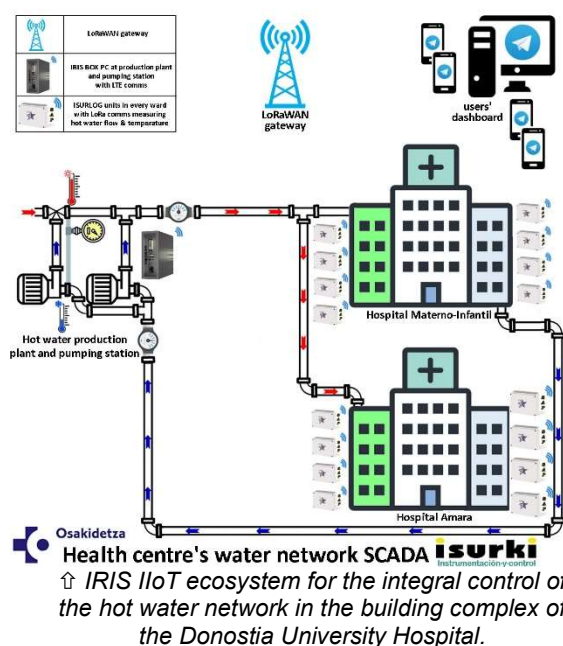 LoRaWAN gateway
IRIS BOX PC at production plant
and pumping station
with LTE comms
ISURLOG units in every ward
with LoRa comms measuring
hot water flow & temperature
LoRaWAN
gateway
users'
dashboard
Hospital Materno-Infantil
Hot water production
plant and pumping station
Hospital Amara
Osakidetza
Health centre's water network SCADA
isurki
Instrumentación y control
⇧ IRIS IIoT ecosystem for the integral control of
the hot water network in the building complex of
the Donostia University Hospital.